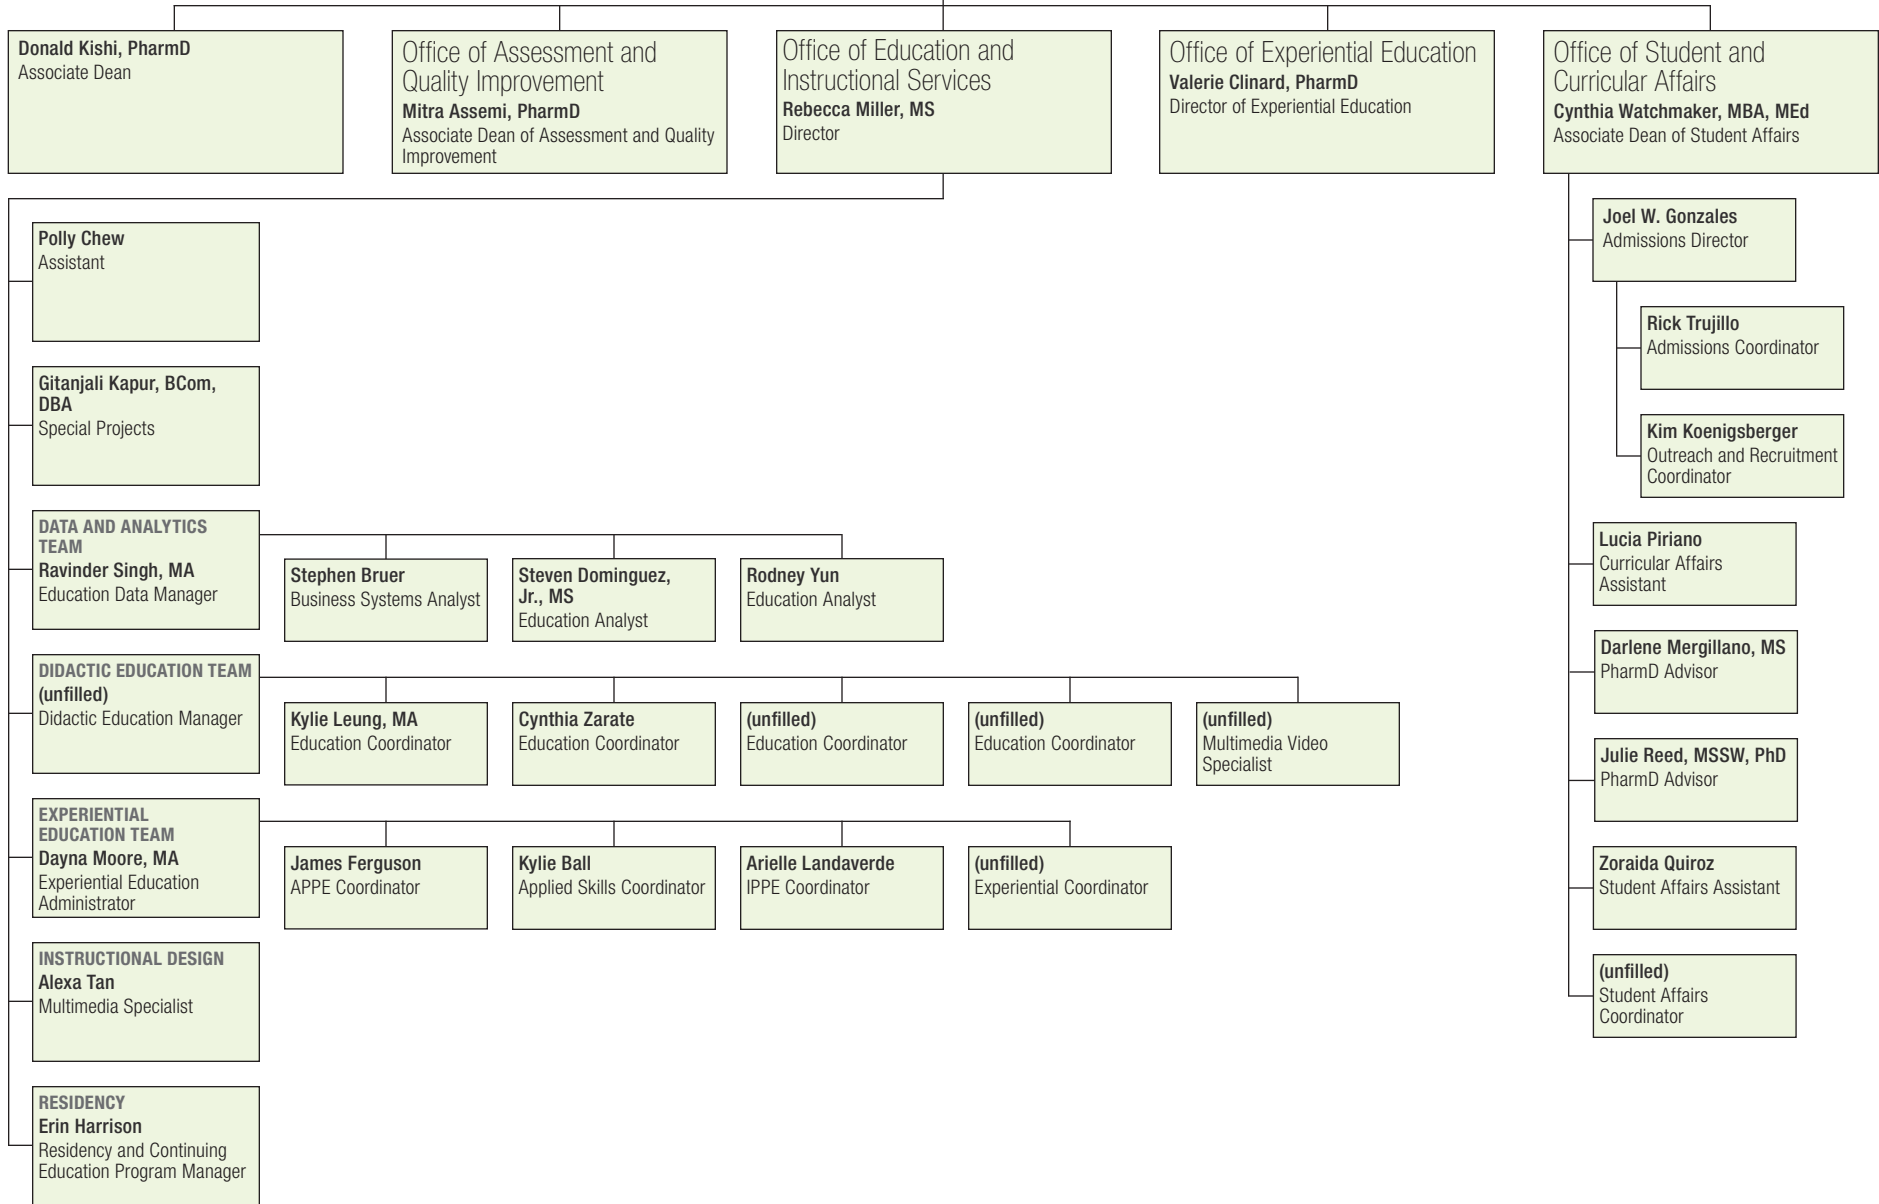 Donald Kishi, PharmD
Associate Dean
Office of Assessment and
Quality Improvement
Mitra Assemi, PharmD
Associate Dean of Assessment and Quality
Improvement
Office of Education and
Instructional Services
Rebecca Miller, MS
Director
Office of Experiential Education
Valerie Clinard, PharmD
Director of Experiential Education
Office of Student and
Curricular Affairs
Cynthia Watchmaker, MBA, MEd
Associate Dean of Student Affairs
Polly Chew
Assistant
Gitanjali Kapur, BCom,
DBA
Special Projects
DATA AND ANALYTICS
TEAM
Ravinder Singh, MA
Education Data Manager
Stephen Bruer
Business Systems Analyst
Steven Dominguez,
Jr., MS
Education Analyst
Rodney Yun
Education Analyst
DIDACTIC EDUCATION TEAM
(unfilled)
Didactic Education Manager
Kylie Leung, MA
Education Coordinator
Cynthia Zarate
Education Coordinator
(unfilled)
Education Coordinator
(unfilled)
Education Coordinator
(unfilled)
Multimedia Video
Specialist
EXPERIENTIAL
EDUCATION TEAM
Dayna Moore, MA
Experiential Education
Administrator
James Ferguson
APPE Coordinator
Kylie Ball
Applied Skills Coordinator
Arielle Landaverde
IPPE Coordinator
(unfilled)
Experiential Coordinator
INSTRUCTIONAL DESIGN
Alexa Tan
Multimedia Specialist
RESIDENCY
Erin Harrison
Residency and Continuing
Education Program Manager
Joel W. Gonzales
Admissions Director
Rick Trujillo
Admissions Coordinator
Kim Koenigsberger
Outreach and Recruitment
Coordinator
Lucia Piriano
Curricular Affairs
Assistant
Darlene Mergillano, MS
PharmD Advisor
Julie Reed, MSSW, PhD
PharmD Advisor
Zoraida Quiroz
Student Affairs Assistant
(unfilled)
Student Affairs
Coordinator